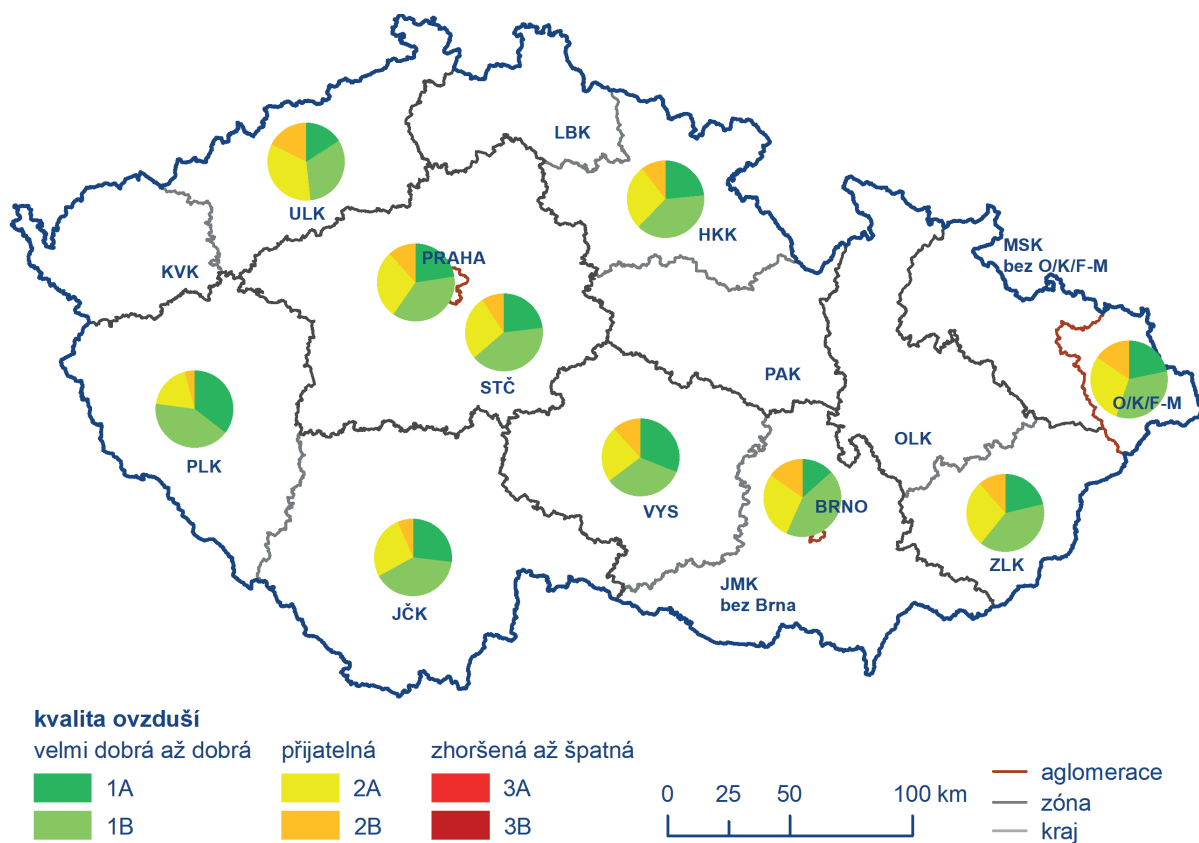 LBK
ULK
HKK
PRAHA
KVK
MSK
bez O/K/F-M
STČ
PAK
O/K/F-M
OLK
PLK
VYS
BRNO
ZLK
JČK
JMK
bez Brna
kvalita ovzduší
velmi dobrá až dobrá
přijatelná
zhoršená až špatná
1A
2A
3A
1B
2B
3B
0
25
50
100 km
aglomerace
zóna
kraj